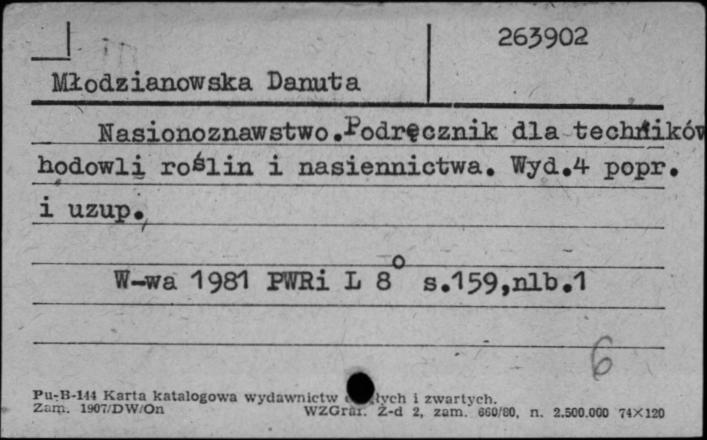 263902
Młodzianowska Danuta
Nasionoznawstwo.Podręcznik dla techników
hodowli roślin i nasiennictwa. Wyd.4 popr.
i uzup.
W-wa 1981 PWRi L 8° s.159,nlb.1
6
Pu-B-144 Karta katalogowa wydawnictw i zwartych.
Zam. 1907/DW/On WZGraf. Z-d 2, zam. 660/80, n. 2.500.000 74×120